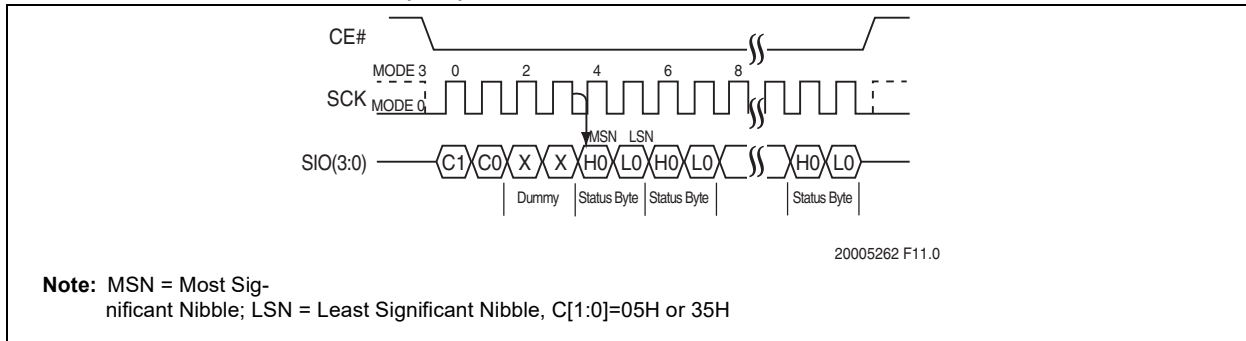 CE#
MODE 3 0 2 4 6 8
SCK MODE 0
MSN LSN
SIO(3:0) C1 C0 X X H0 L0 H0 L0 H0 L0
Dummy Status Byte Status Byte Status Byte
20005262 F11.0
Note: MSN = Most Sig-
nificant Nibble; LSN = Least Significant Nibble, C[1:0]=05H or 35H